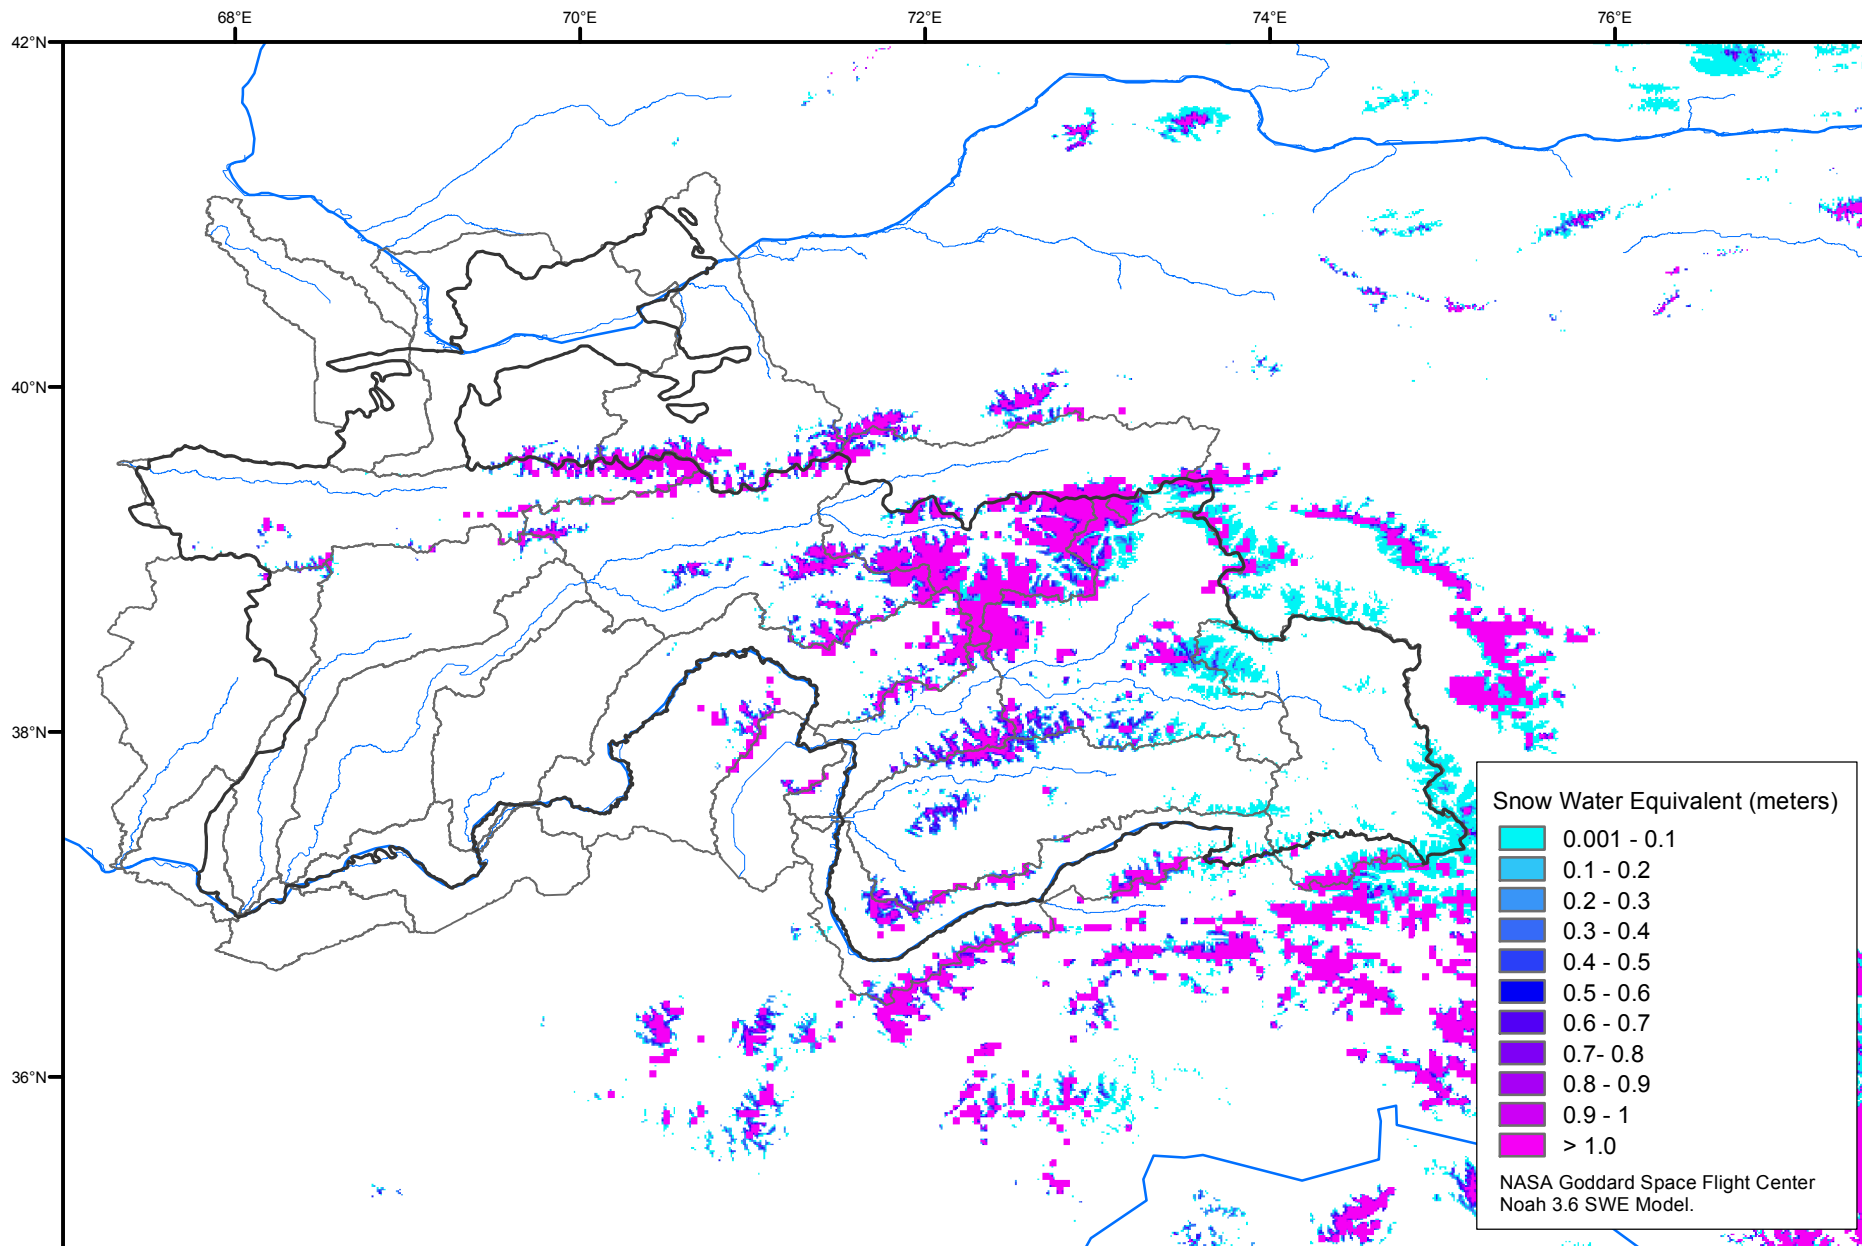 68°E
70°E
72°E
74°E
76°E
42°N
40°N
38°N
36°N
Snow Water Equivalent (meters)
0.001 - 0.1
0.1 - 0.2
0.2 - 0.3
0.3 - 0.4
0.4 - 0.5
0.5 - 0.6
0.6 - 0.7
0.7- 0.8
0.8 - 0.9
0.9 - 1
> 1.0
NASA Goddard Space Flight Center
Noah 3.6 SWE Model.